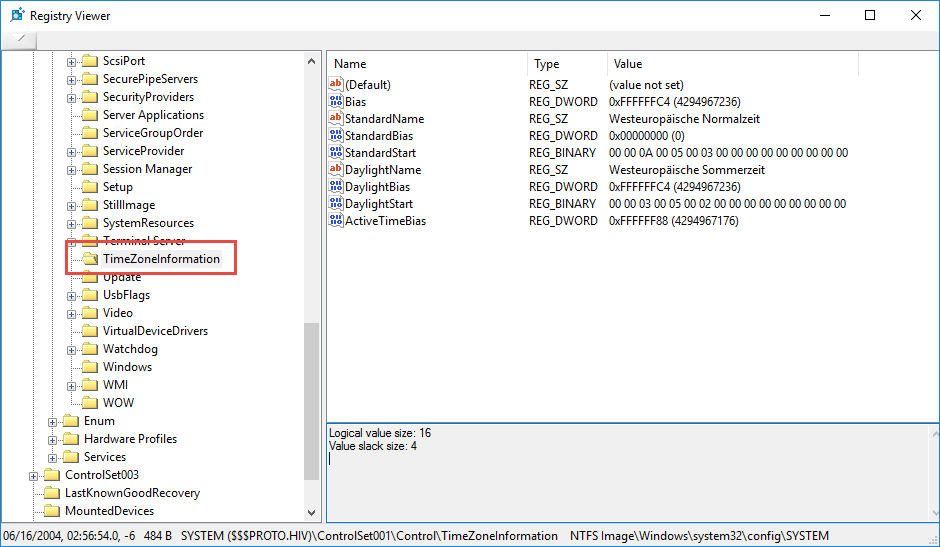 Registry Viewer
ScsiPort
SecurePipeServers
SecurityProviders
Server Applications
ServiceGroupOrder
ServiceProvider
Session Manager
Setup
StillImage
SystemResources
Terminal Server
TimeZoneInformation
Update
UsbFlags
Video
VirtualDeviceDrivers
Watchdog
Windows
WMI
WOW
Enum
Hardware Profiles
Services
ControlSet003
LastKnownGoodRecovery
MountedDevices
Name Type Value
(Default) REG_SZ (value not set)
Bias REG_DWORD 0xFFFFFFC4 (4294967236)
StandardName REG_SZ Westeuropäische Normalzeit
StandardBias REG_DWORD 0x00000000 (0)
StandardStart REG_BINARY 00 00 0A 00 05 00 03 00 00 00 00 00 00 00 00 00
DaylightName REG_SZ Westeuropäische Sommerzeit
DaylightBias REG_DWORD 0xFFFFFFC4 (4294967236)
DaylightStart REG_BINARY 00 00 03 00 05 00 02 00 00 00 00 00 00 00 00 00
ActiveTimeBias REG_DWORD 0xFFFFFF88 (4294967176)
Logical value size: 16
Value slack size: 4
06/16/2004, 02:56:54.0, -6 484 B SYSTEM ($$$PROTO.HIV)\ControlSet001\Control\TimeZoneInformation NTFS Image\Windows\system32\config\SYSTEM